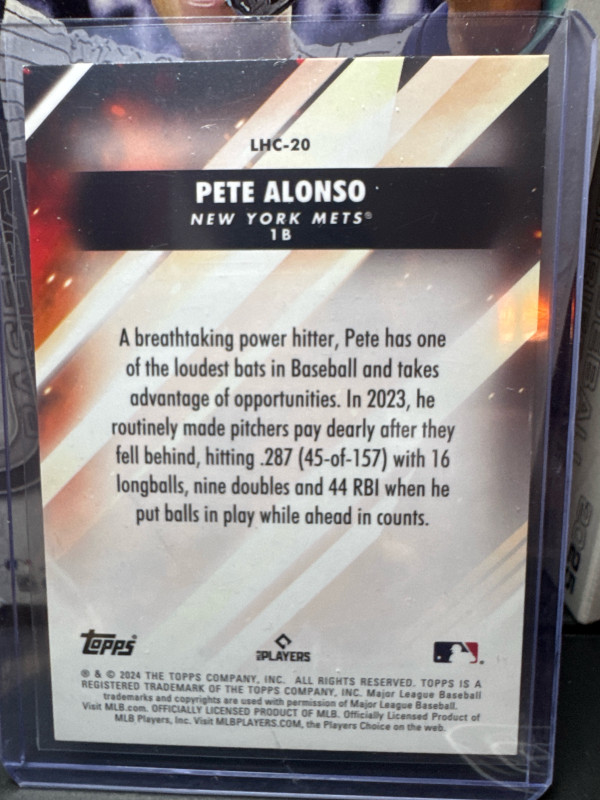 LHC-20
PETE ALONSO
NEW YORK METS®
1B
A breathtaking power hitter, Pete has one
of the loudest bats in Baseball and takes
advantage of opportunities. In 2023, he
routinely made pitchers pay dearly after they
fell behind, hitting .287 (45-of-157) with 16
longballs, nine doubles and 44 RBI when he
put balls in play while ahead in counts.
topps®
MLB PLAYERS
® & © 2024 THE TOPPS COMPANY, INC. ALL RIGHTS RESERVED. TOPPS IS A
REGISTERED TRADEMARK OF THE TOPPS COMPANY, INC. Major League Baseball
trademarks and copyrights are used with permission of Major League Baseball.
Visit MLB.com. OFFICIALLY LICENSED PRODUCT OF MLB. Officially Licensed Product of
MLB Players, Inc. Visit MLBPLAYERS.COM, the Players Choice on the web.